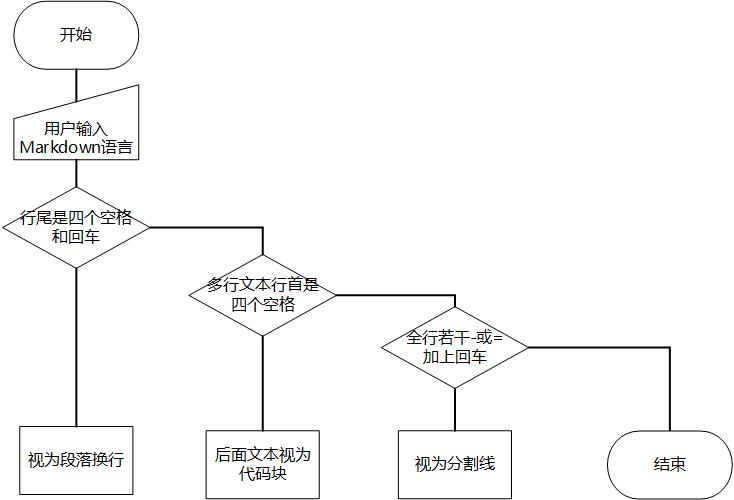 开始
用户输入
Markdown语言
行尾是四个空格
和回车
多行文本行首是
四个空格
全行若干-或=
加上回车
视为段落换行
后面文本视为
代码块
视为分割线
结束